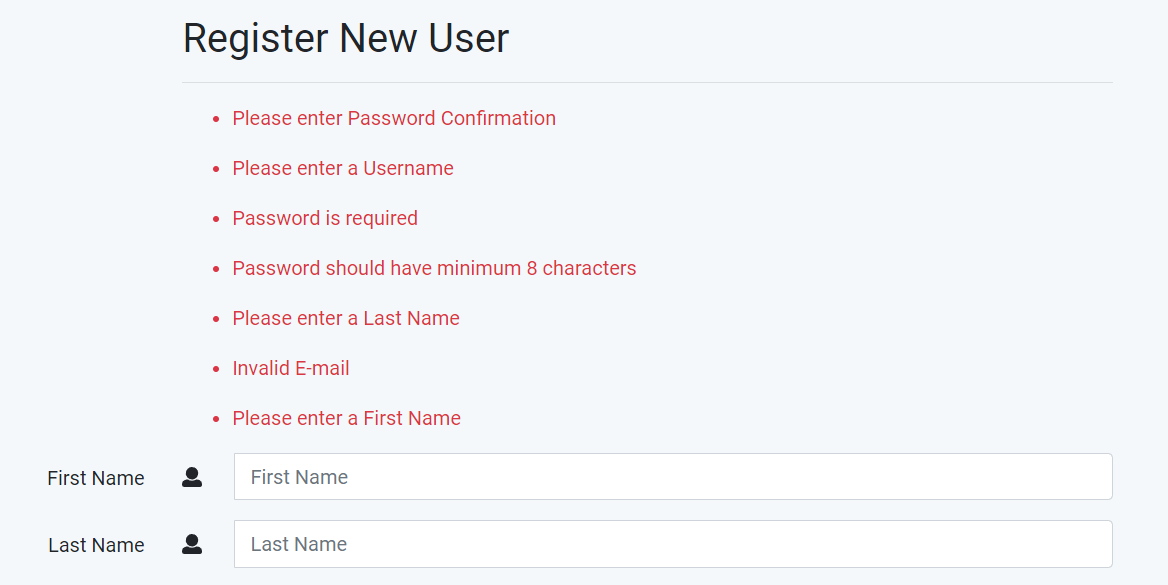 Register New User
Please enter Password Confirmation
Please enter a Username
Password is required
Password should have minimum 8 characters
Please enter a Last Name
Invalid E-mail
Please enter a First Name
First Name First Name
Last Name Last Name